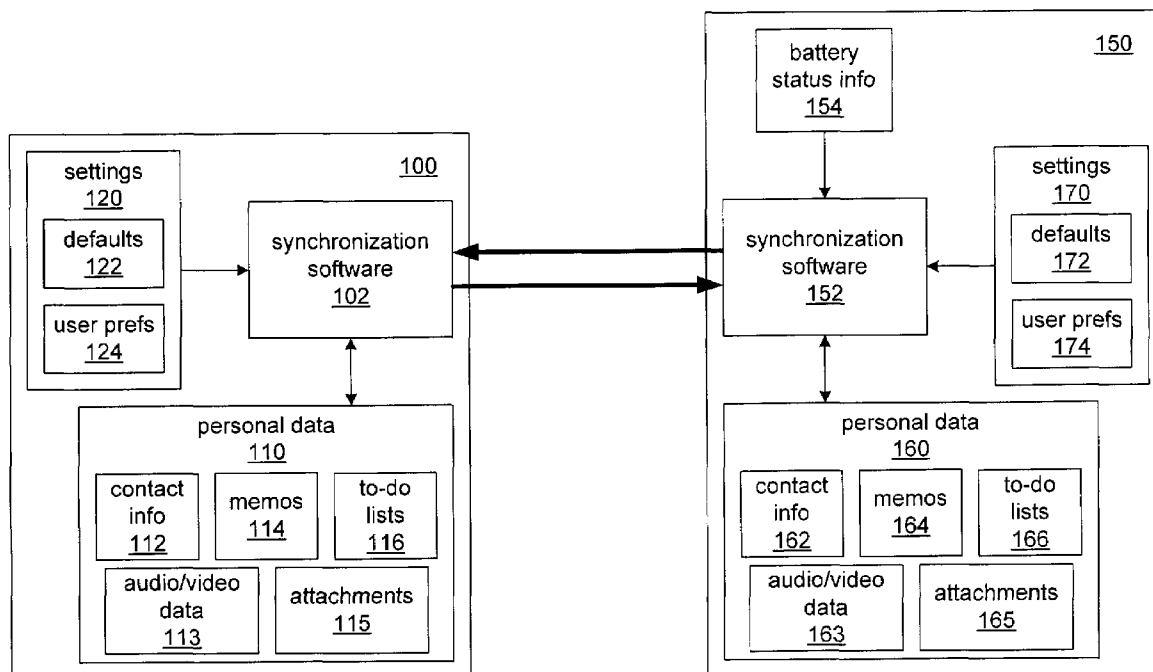 100
settings
120
defaults
122
user prefs
124
synchronization
software
102
personal data
110
contact
info
112
memos
114
to-do
lists
116
audio/video
data
113
attachments
115
150
battery
status info
154
synchronization
software
152
settings
170
defaults
172
user prefs
174
personal data
160
contact
info
162
memos
164
to-do
lists
166
audio/video
data
163
attachments
165